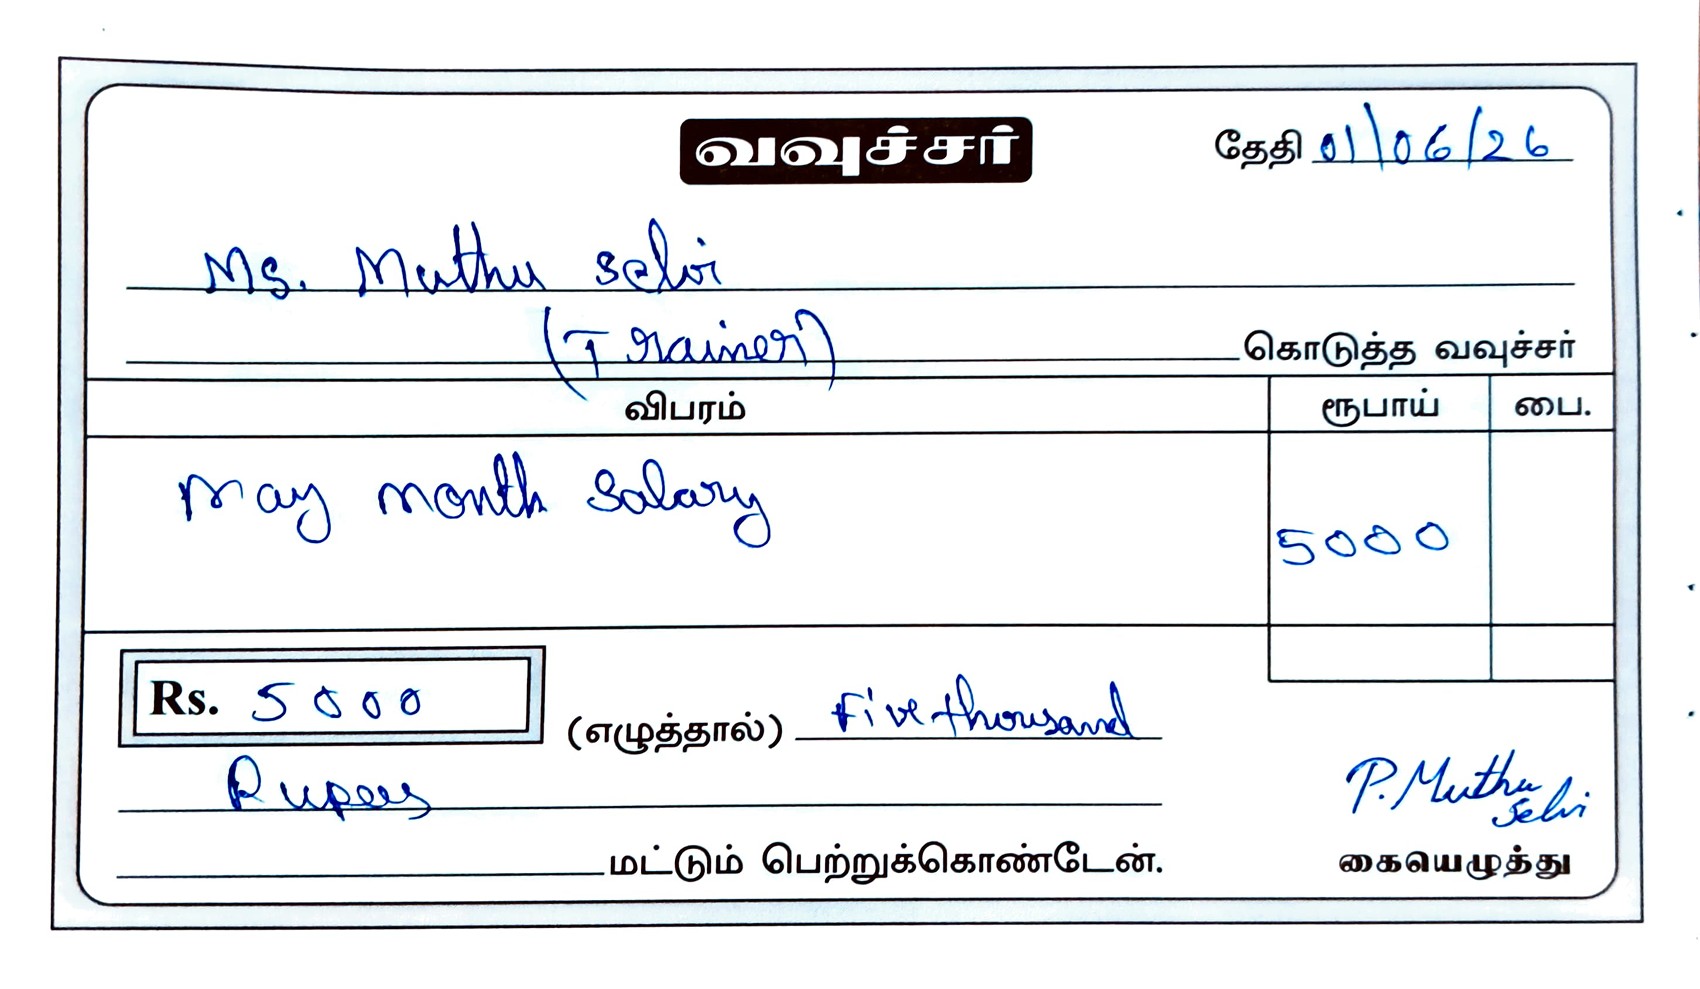 வவுச்சர்
தேதி 01/06/26
Ms. Muthu Selvi
(Trainer) கொடுத்த வவுச்சர்
விபரம் ரூபாய் பை.
May month Salary 5000
Rs. 5000 (எழுத்தால்) Five thousand
Rupees
P. Muthu
Selvi
மட்டும் பெற்றுக்கொண்டேன். கையெழுத்து